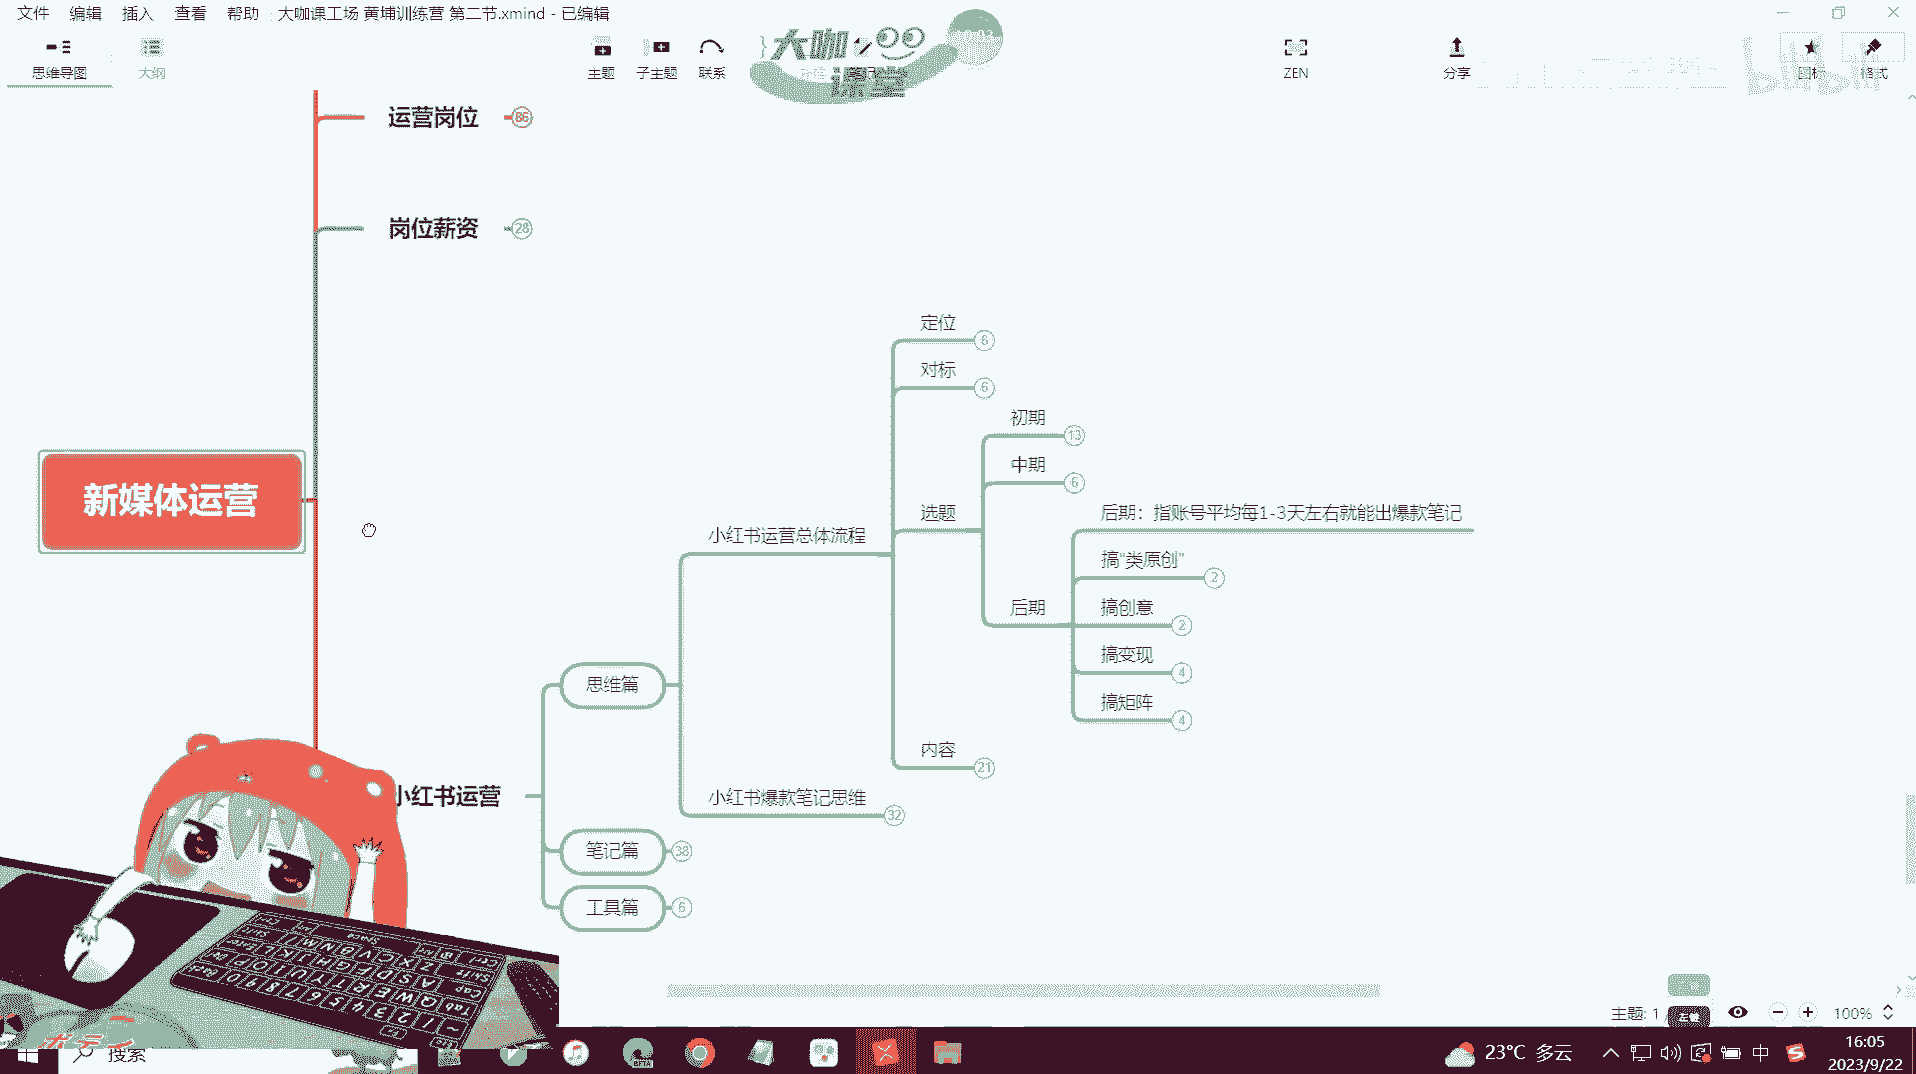 文件 编辑 插入 查看 帮助 大咖课工场 黄埔训练营 第二节.xmind - 已编辑
思维导图 大纲 主题 子主题 联系 ZEN 分享 图标 格式
大咖
课堂
bilibili
运营岗位 86
岗位薪资 28
新媒体运营
小红书运营
思维篇
小红书运营总体流程
定位 6
对标 6
选题
初期 13
中期 6
后期
后期：指账号平均每1-3天左右就能出爆款笔记
搞“类原创” 2
搞创意 2
搞变现 4
搞矩阵 4
内容 21
小红书爆款笔记思维 32
笔记篇 38
工具篇 6
主题: 1 100%
搜索
BETA
23°C 多云
中
16:05
2023/9/22